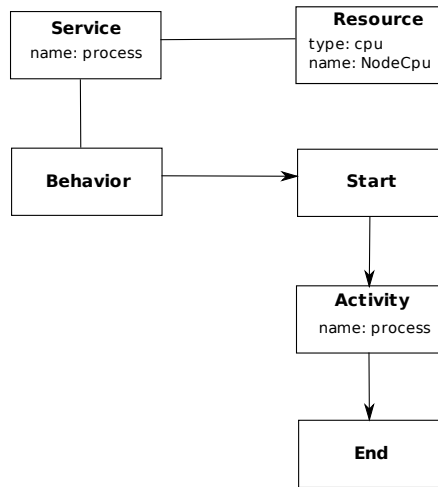 Service
name: process
Resource
type: cpu
name: NodeCpu
Behavior
Start
Activity
name: process
End